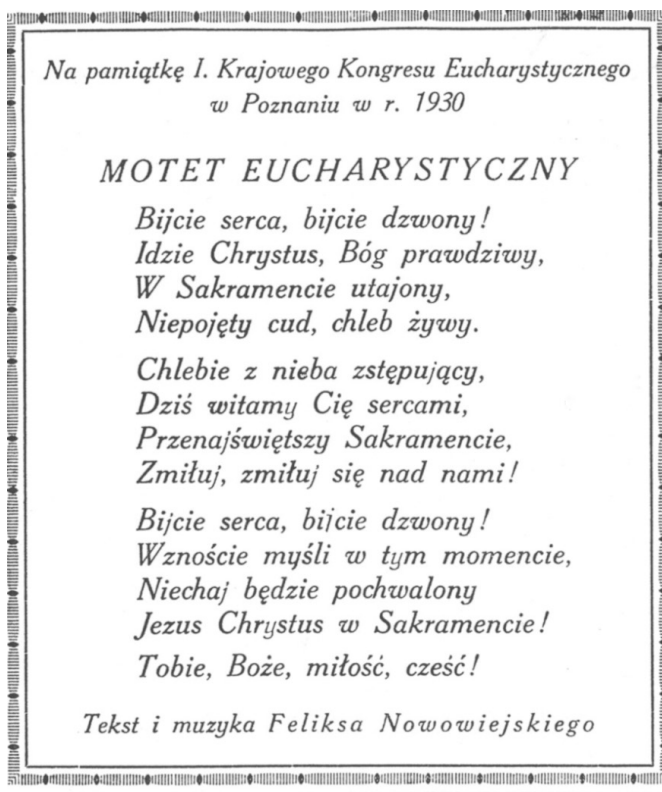 Na pamiątkę I. Krajowego Kongresu Eucharystycznego
w Poznaniu w r. 1930
MOTET EUCHARYSTYCZNY
Bijcie serca, bijcie dzwony!
Idzie Chrystus, Bóg prawdziwy,
W Sakramencie utajony,
Niepojęty cud, chleb żywy.
Chlebie z nieba zstępujący,
Dziś witamy Cię sercami,
Przenajświętszy Sakramencie,
Zmiłuj, zmiłuj się nad nami!
Bijcie serca, bijcie dzwony!
Wznoście myśli w tym momencie,
Niechaj będzie pochwalony
Jezus Chrystus w Sakramencie!
Tobie, Boże, miłość, cześć!
Tekst i muzyka Feliksa Nowowiejskiego